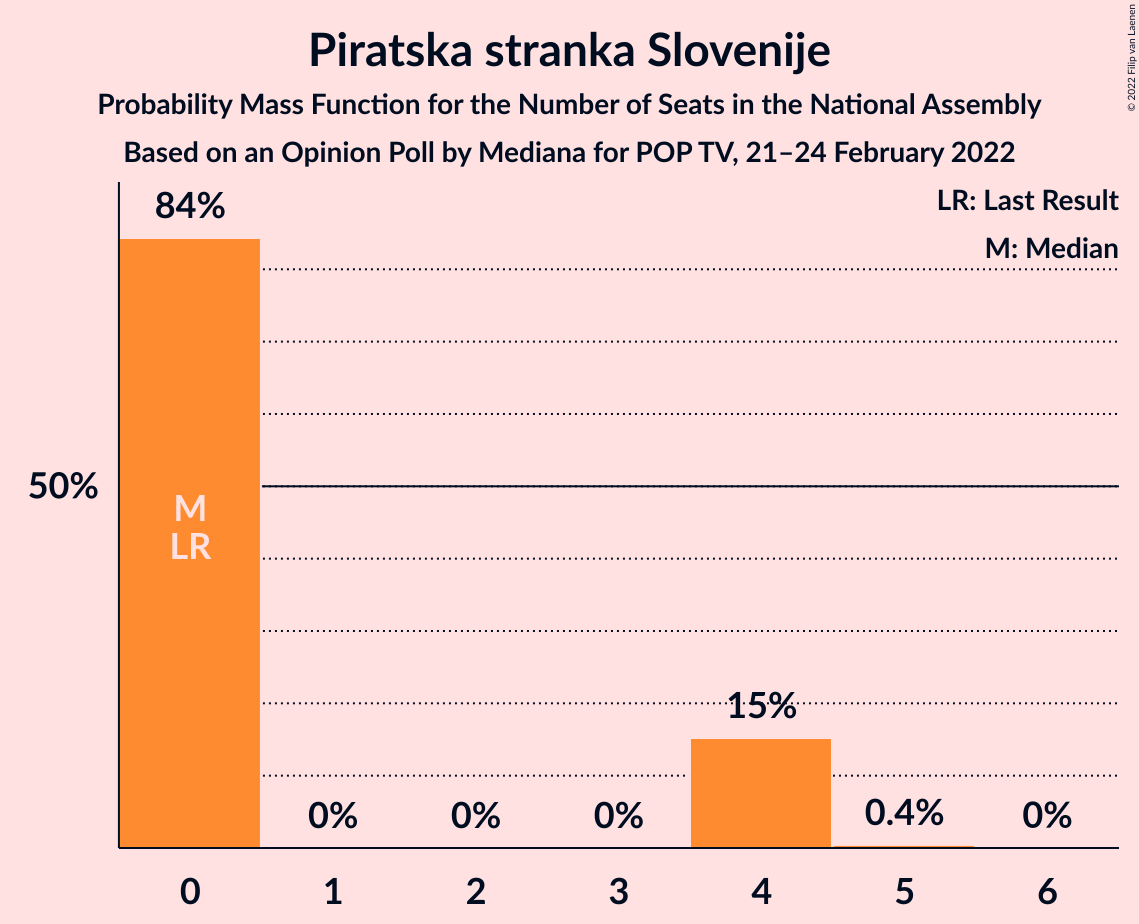 Piratska stranka Slovenije
Probability Mass Function for the Number of Seats in the National Assembly
Based on an Opinion Poll by Mediana for POP TV, 21–24 February 2022
© 2022 Filip van Laenen
LR: Last Result
M: Median
84%
50%
M
LR
0%
0%
0%
15%
0.4%
0%
0
1
2
3
4
5
6